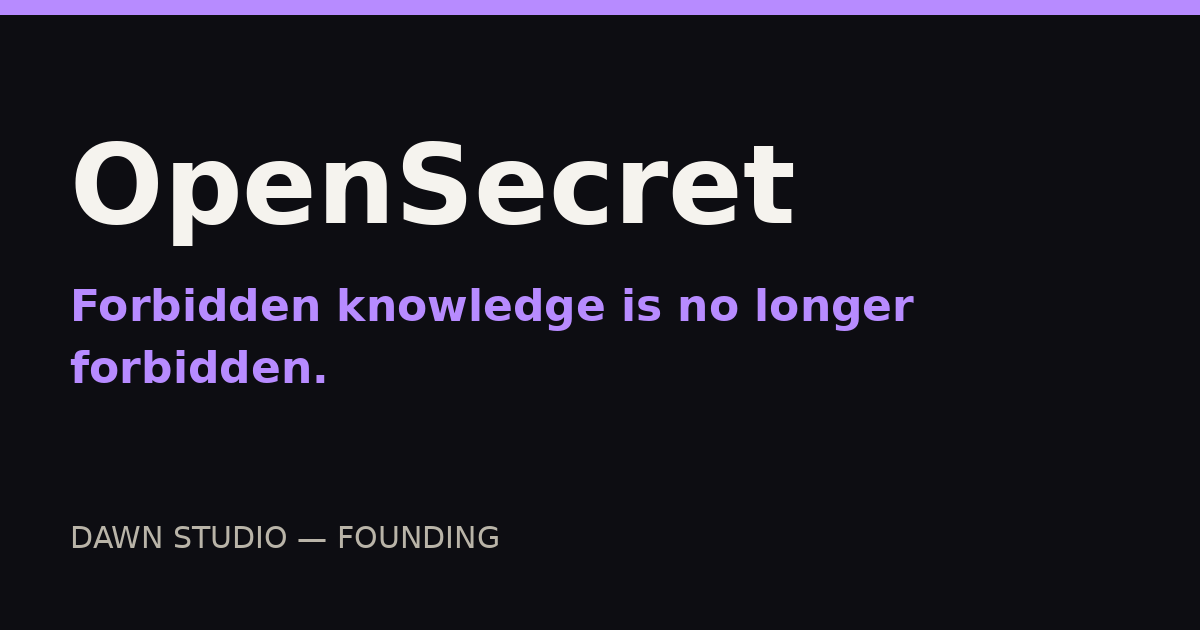 OpenSecret
Forbidden knowledge is no longer
forbidden.
DAWN STUDIO — FOUNDING